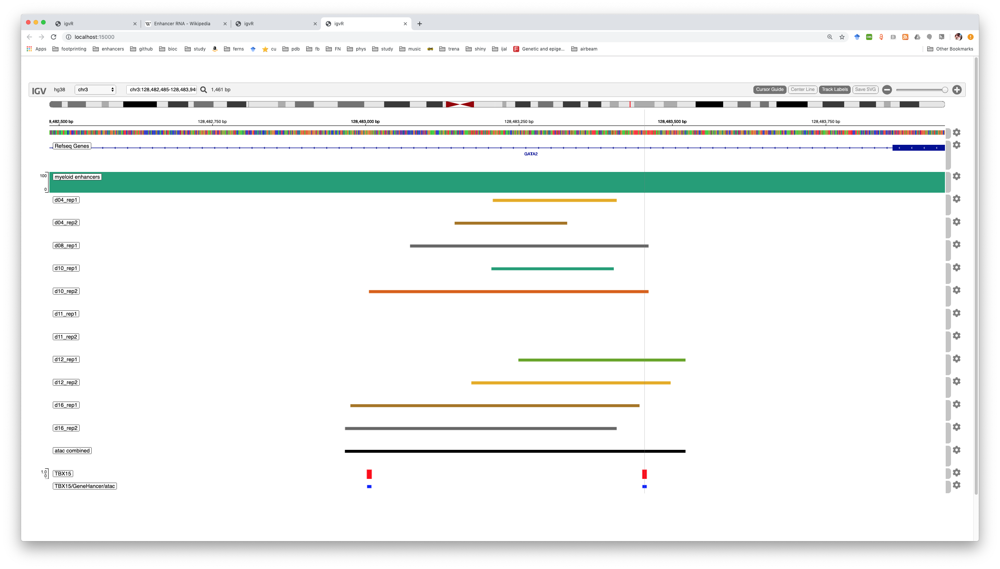 igvR
Enhancer RNA - Wikipedia
igvR
igvR
localhost:15000
Apps footprinting enhancers github bioc study ferns cu pdb fb FN phys study music trena shiny ijal Genetic and epige... airbeam Other Bookmarks
IGV hg38 chr3 chr3:128,482,485-128,483,94 1,461 bp Cursor Guide Center Line Track Labels Save SVG
8,482,500 bp 128,482,750 bp 128,483,000 bp 128,483,250 bp 128,483,500 bp 128,483,750 bp
Refseq Genes
GATA2
100
myeloid enhancers
0
d04_rep1
d04_rep2
d08_rep1
d10_rep1
d10_rep2
d11_rep1
d11_rep2
d12_rep1
d12_rep2
d16_rep1
d16_rep2
atac combined
1.0
TBX15
0
TBX15/GeneHancer/atac